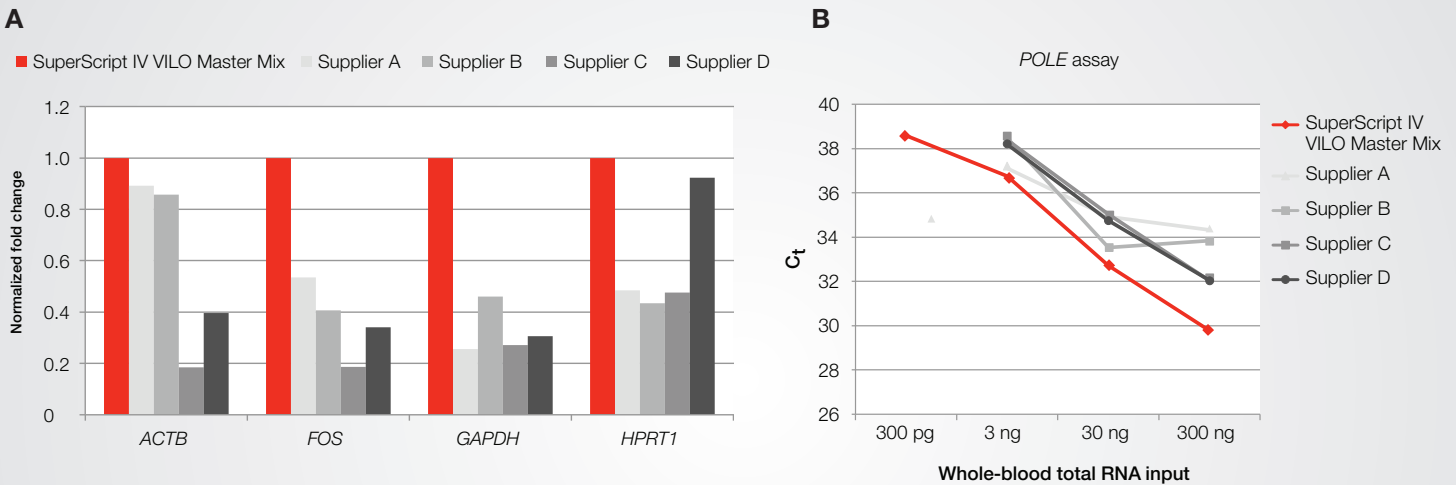 A
SuperScript IV VILO Master Mix Supplier A Supplier B Supplier C Supplier D
Normalized fold change
1.2
1.0
0.8
0.6
0.4
0.2
0
ACTB FOS GAPDH HPRT1
B
POLE assay
Ct
40
38
36
34
32
30
28
26
300 pg 3 ng 30 ng 300 ng
Whole-blood total RNA input
SuperScript IV
VILO Master Mix
Supplier A
Supplier B
Supplier C
Supplier D